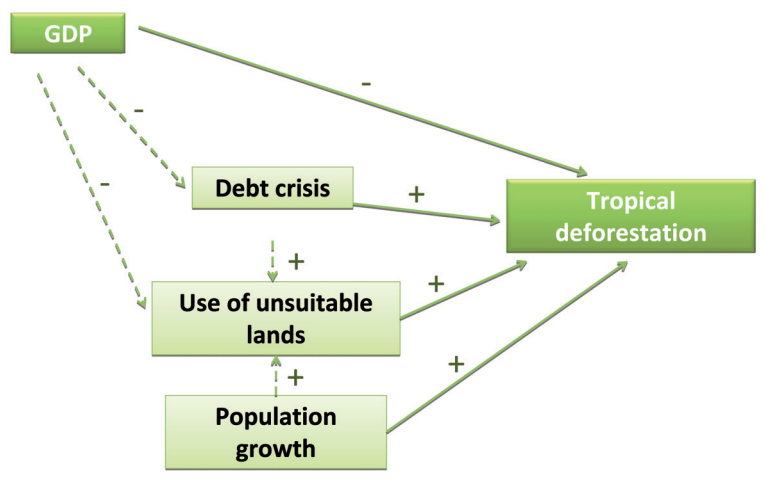 GDP
-
-
-
Debt crisis
+
Tropical
deforestation
+
Use of unsuitable
lands
+
+
+
Population
growth